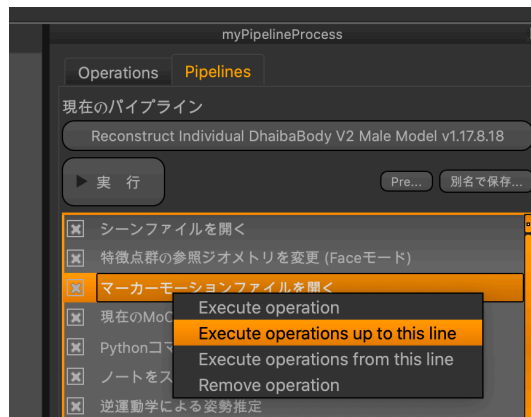 myPipelineProcess
Operations Pipelines
現在のパイプライン
Reconstruct Individual DhaibaBody V2 Male Model v1.17.8.18
実 行 Pre... 別名で保存...
シーンファイルを開く
特徴点群の参照ジオメトリを変更 (Faceモード)
マーカーモーションファイルを開く
Execute operation
現在のMoC
Execute operations up to this line
Pythonコマ
Execute operations from this line
ノートをス
Remove operation
逆運動学による姿勢推定